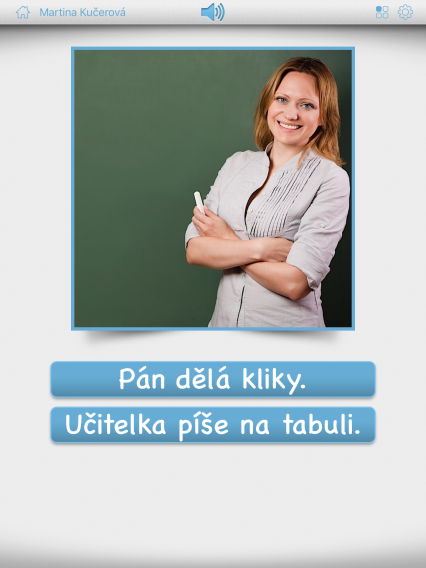 Martina Kučerová
Pán dělá kliky.
Učitelka píše na tabuli.